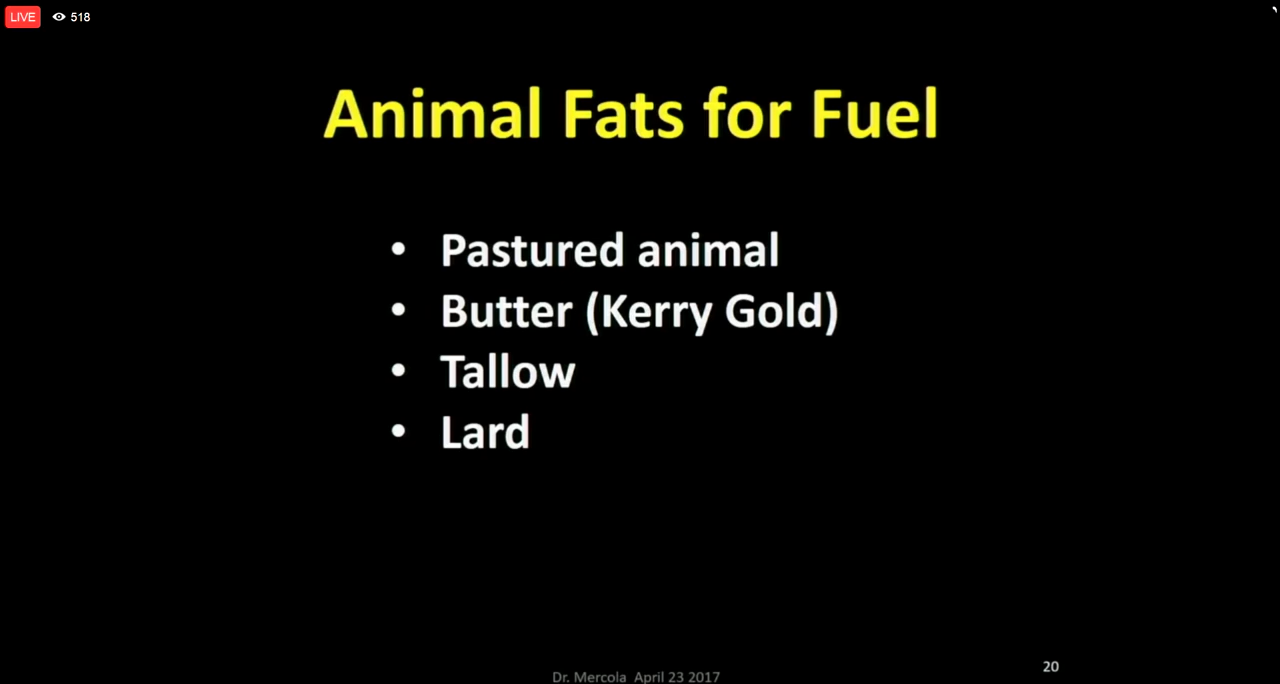 LIVE 518
Animal Fats for Fuel
• Pastured animal
• Butter (Kerry Gold)
• Tallow
• Lard
20
Dr. Mercola April 23 2017